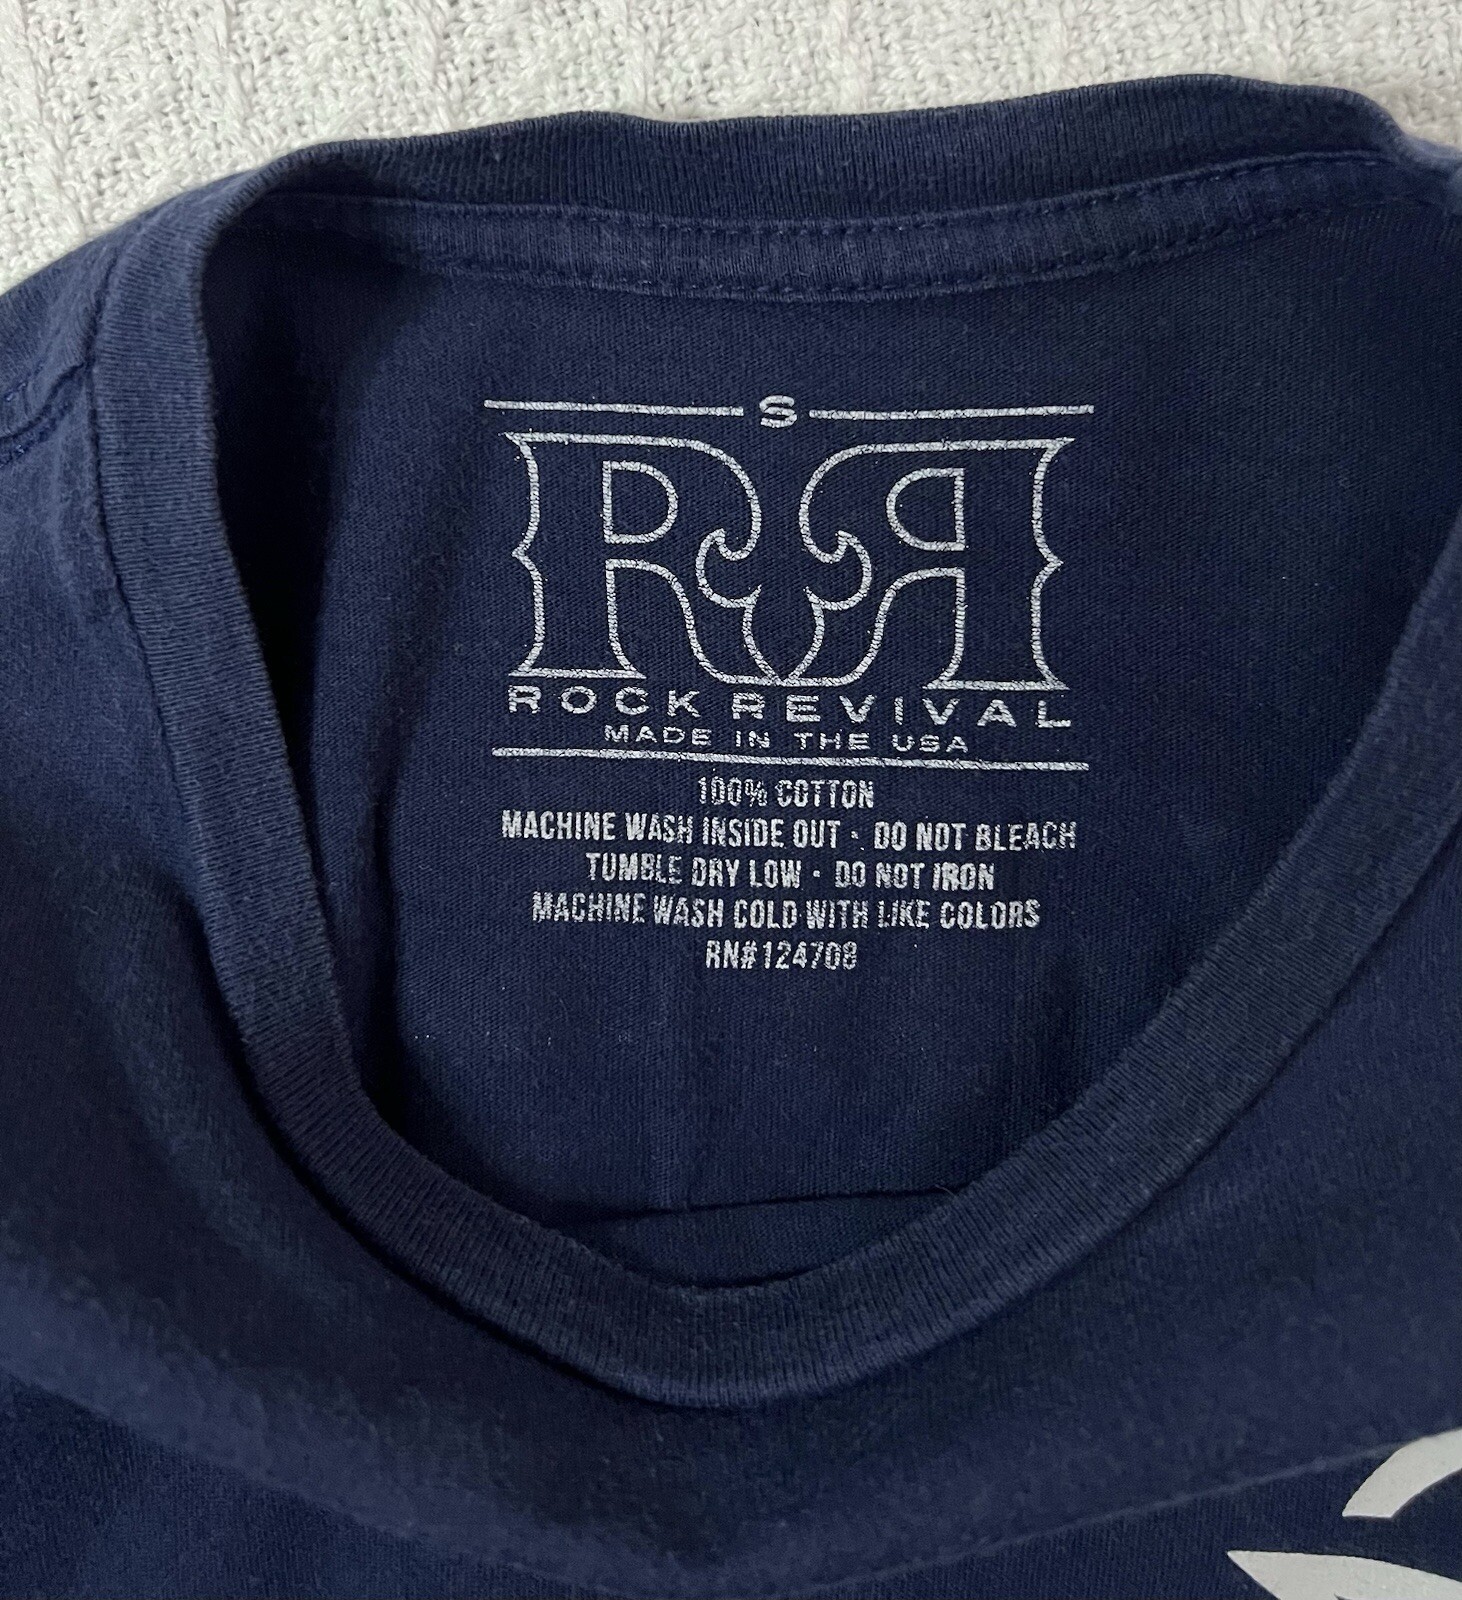 S
RR
ROCK REVIVAL
MADE IN THE USA
100% COTTON
MACHINE WASH INSIDE OUT • DO NOT BLEACH
TUMBLE DRY LOW • DO NOT IRON
MACHINE WASH COLD WITH LIKE COLORS
RN#124708